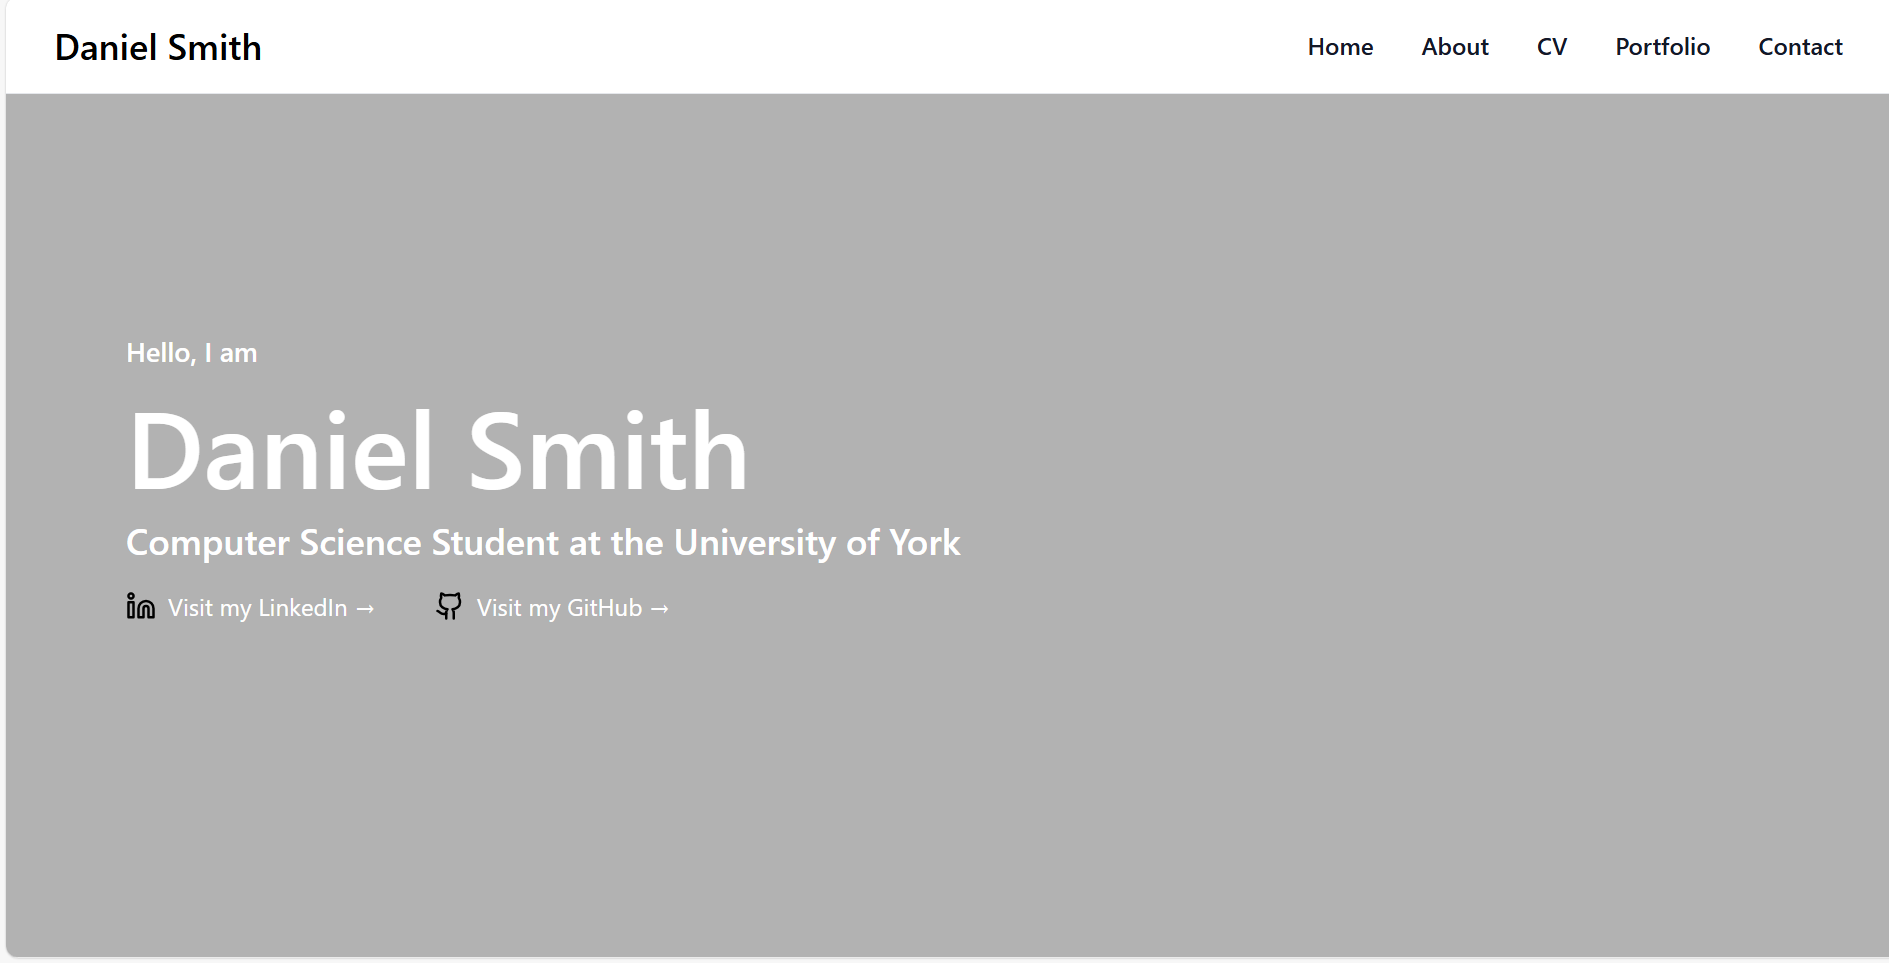 Daniel Smith
Home About CV Portfolio Contact
Hello, I am
Daniel Smith
Computer Science Student at the University of York
Visit my LinkedIn → Visit my GitHub →